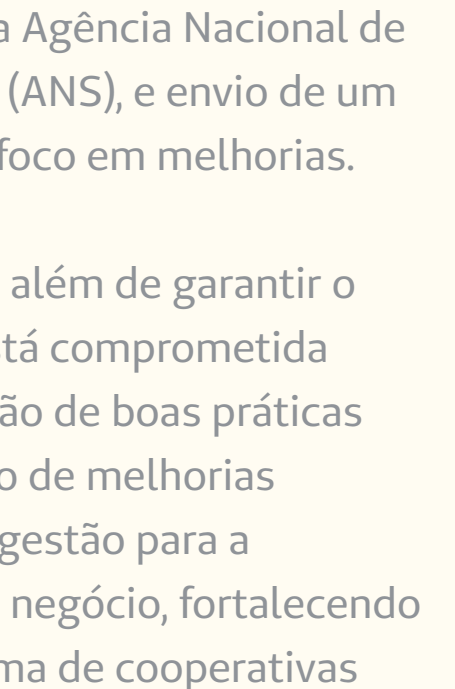 a Agência Nacional de
(ANS), e envio de um
foco em melhorias.
além de garantir o
stá comprometida
ão de boas práticas
o de melhorias
gestão para a
negócio, fortalecendo
ma de cooperativas